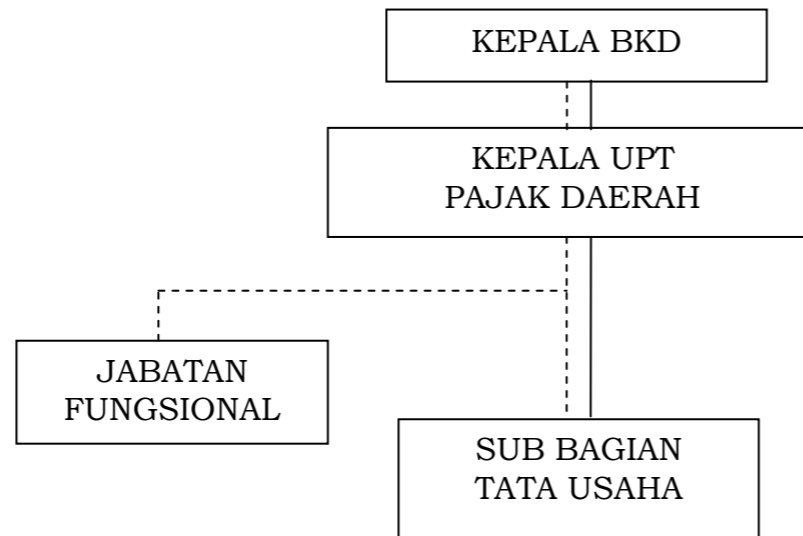 KEPALA BKD
KEPALA UPT
PAJAK DAERAH
JABATAN
FUNGSIONAL
SUB BAGIAN
TATA USAHA